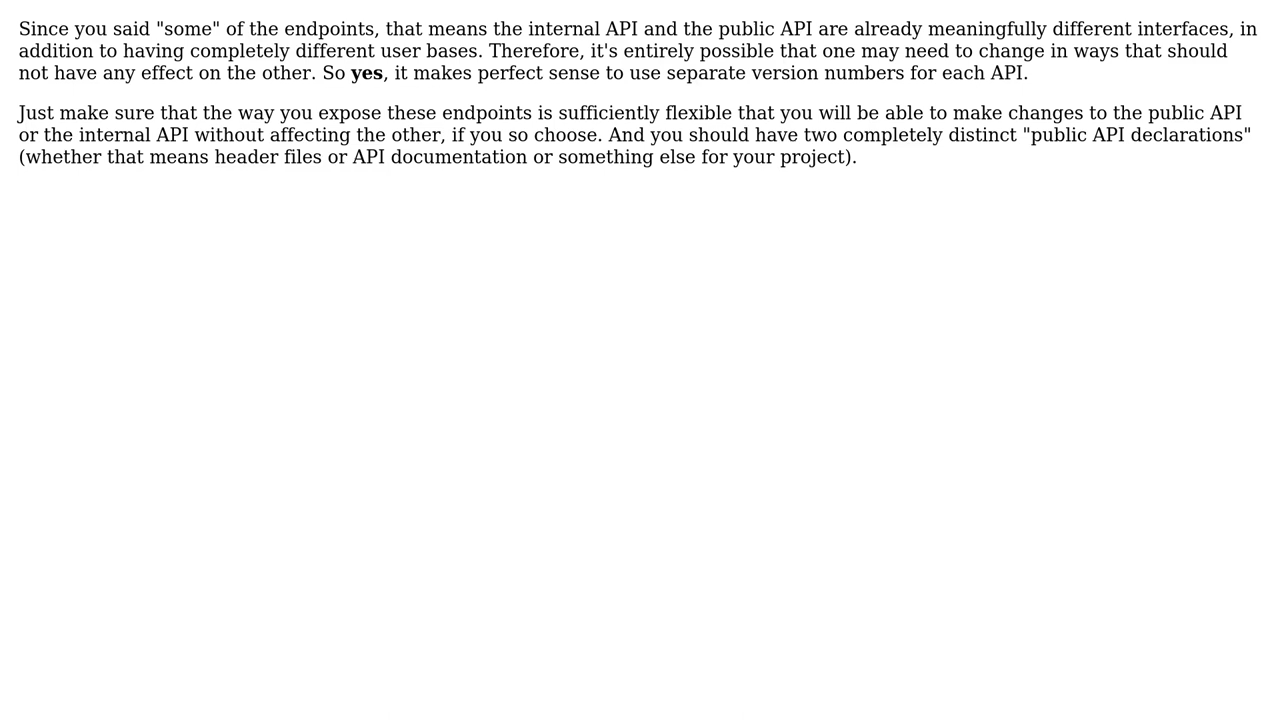 Since you said "some" of the endpoints, that means the internal API and the public API are already meaningfully different interfaces, in
addition to having completely different user bases. Therefore, it's entirely possible that one may need to change in ways that should
not have any effect on the other. So yes, it makes perfect sense to use separate version numbers for each API.
Just make sure that the way you expose these endpoints is sufficiently flexible that you will be able to make changes to the public API
or the internal API without affecting the other, if you so choose. And you should have two completely distinct "public API declarations"
(whether that means header files or API documentation or something else for your project).